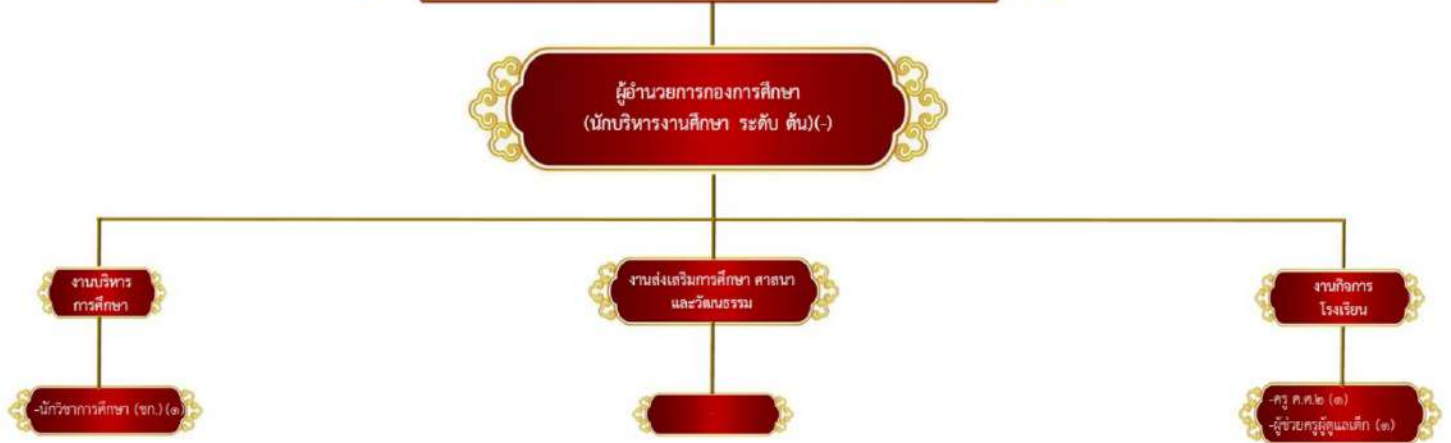 ผู้อำนวยการกองการศึกษา
(นักบริหารงานศึกษา ระดับ ต้น)(-)
งานบริหาร
การศึกษา
งานส่งเสริมการศึกษา ศาสนา
และวัฒนธรรม
งานกิจการ
โรงเรียน
-นักวิชาการศึกษา (ชก.)(๑)
-
-ครู ค.ศ.๒ (๑)
-ผู้ช่วยครูผู้ดูแลเด็ก (๑)